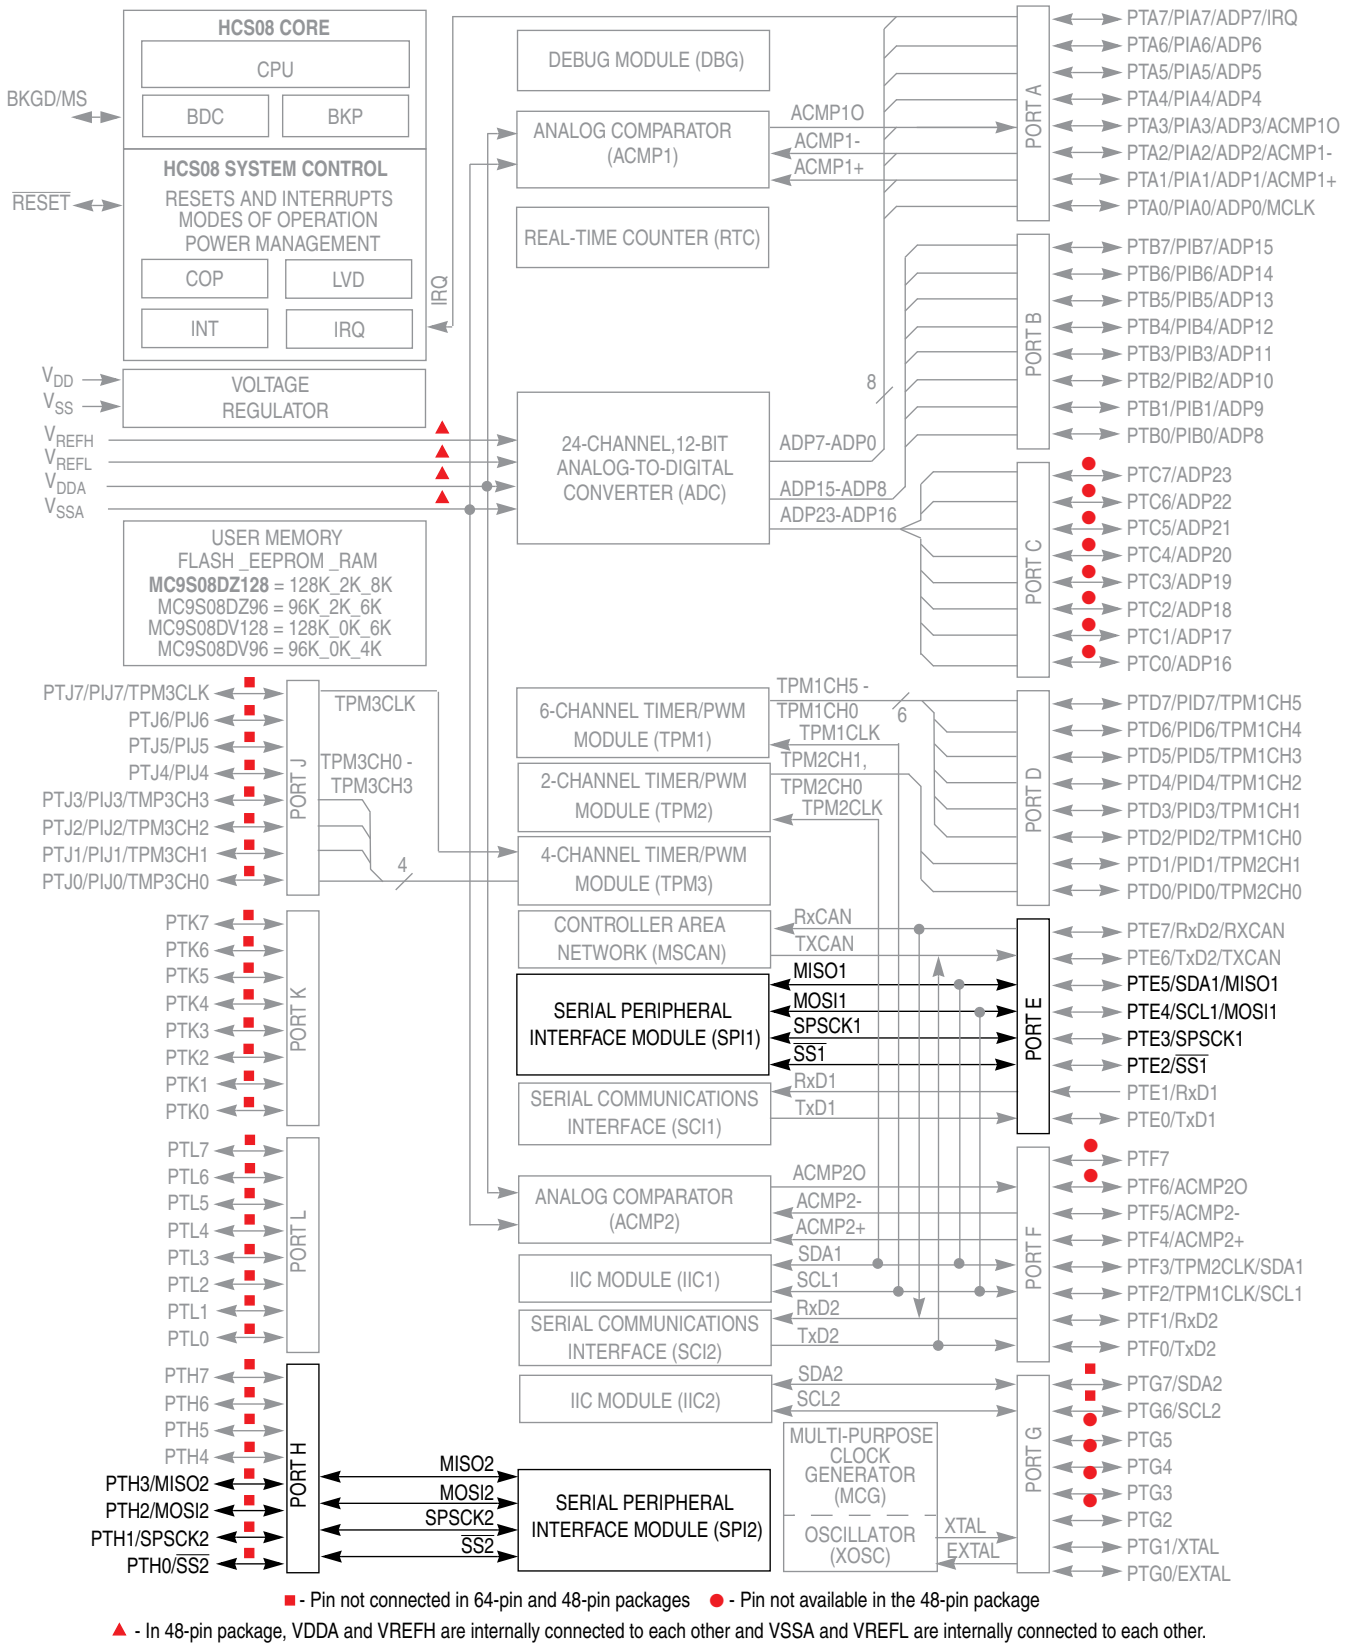 HCS08 CORE
CPU
BDC
BKP
BKGD/MS
HCS08 SYSTEM CONTROL
RESETS AND INTERRUPTS
MODES OF OPERATION
POWER MANAGEMENT
COP
LVD
INT
IRQ
RESET
IRQ
VDD
VSS
VOLTAGE
REGULATOR
VREFH
VREFL
VDDA
VSSA
USER MEMORY
FLASH _EEPROM _RAM
MC9S08DZ128 = 128K_2K_8K
MC9S08DZ96 = 96K_2K_6K
MC9S08DV128 = 128K_0K_6K
MC9S08DV96 = 96K_0K_4K
DEBUG MODULE (DBG)
ANALOG COMPARATOR
(ACMP1)
ACMP1O
ACMP1-
ACMP1+
REAL-TIME COUNTER (RTC)
24-CHANNEL,12-BIT
ANALOG-TO-DIGITAL
CONVERTER (ADC)
8
ADP7-ADP0
ADP15-ADP8
ADP23-ADP16
PORT A
PTA7/PIA7/ADP7/IRQ
PTA6/PIA6/ADP6
PTA5/PIA5/ADP5
PTA4/PIA4/ADP4
PTA3/PIA3/ADP3/ACMP1O
PTA2/PIA2/ADP2/ACMP1-
PTA1/PIA1/ADP1/ACMP1+
PTA0/PIA0/ADP0/MCLK
PORT B
PTB7/PIB7/ADP15
PTB6/PIB6/ADP14
PTB5/PIB5/ADP13
PTB4/PIB4/ADP12
PTB3/PIB3/ADP11
PTB2/PIB2/ADP10
PTB1/PIB1/ADP9
PTB0/PIB0/ADP8
PORT C
PTC7/ADP23
PTC6/ADP22
PTC5/ADP21
PTC4/ADP20
PTC3/ADP19
PTC2/ADP18
PTC1/ADP17
PTC0/ADP16
PTJ7/PIJ7/TPM3CLK
PTJ6/PIJ6
PTJ5/PIJ5
PTJ4/PIJ4
PTJ3/PIJ3/TMP3CH3
PTJ2/PIJ2/TPM3CH2
PTJ1/PIJ1/TPM3CH1
PTJ0/PIJ0/TMP3CH0
PORT J
TPM3CLK
TPM3CH0 -
TPM3CH3
4
6-CHANNEL TIMER/PWM
MODULE (TPM1)
TPM1CH5 -
TPM1CH0
6
TPM1CLK
2-CHANNEL TIMER/PWM
MODULE (TPM2)
TPM2CH1,
TPM2CH0
TPM2CLK
4-CHANNEL TIMER/PWM
MODULE (TPM3)
PORT D
PTD7/PID7/TPM1CH5
PTD6/PID6/TPM1CH4
PTD5/PID5/TPM1CH3
PTD4/PID4/TPM1CH2
PTD3/PID3/TPM1CH1
PTD2/PID2/TPM1CH0
PTD1/PID1/TPM2CH1
PTD0/PID0/TPM2CH0
PTK7
PTK6
PTK5
PTK4
PTK3
PTK2
PTK1
PTK0
PORT K
CONTROLLER AREA
NETWORK (MSCAN)
RxCAN
TXCAN
SERIAL PERIPHERAL
INTERFACE MODULE (SPI1)
MISO1
MOSI1
SPSCK1
SS1
SERIAL COMMUNICATIONS
INTERFACE (SCI1)
RxD1
TxD1
PORT E
PTE7/RxD2/RXCAN
PTE6/TxD2/TXCAN
PTE5/SDA1/MISO1
PTE4/SCL1/MOSI1
PTE3/SPSCK1
PTE2/SS1
PTE1/RxD1
PTE0/TxD1
PTL7
PTL6
PTL5
PTL4
PTL3
PTL2
PTL1
PTL0
PORT L
ANALOG COMPARATOR
(ACMP2)
ACMP2O
ACMP2-
ACMP2+
IIC MODULE (IIC1)
SDA1
SCL1
SERIAL COMMUNICATIONS
INTERFACE (SCI2)
RxD2
TxD2
PORT F
PTF7
PTF6/ACMP2O
PTF5/ACMP2-
PTF4/ACMP2+
PTF3/TPM2CLK/SDA1
PTF2/TPM1CLK/SCL1
PTF1/RxD2
PTF0/TxD2
PTH7
PTH6
PTH5
PTH4
PTH3/MISO2
PTH2/MOSI2
PTH1/SPSCK2
PTH0/SS2
PORT H
MISO2
MOSI2
SPSCK2
SS2
IIC MODULE (IIC2)
SDA2
SCL2
SERIAL PERIPHERAL
INTERFACE MODULE (SPI2)
MULTI-PURPOSE
CLOCK
GENERATOR
(MCG)
OSCILLATOR
(XOSC)
XTAL
EXTAL
PORT G
PTG7/SDA2
PTG6/SCL2
PTG5
PTG4
PTG3
PTG2
PTG1/XTAL
PTG0/EXTAL
- Pin not connected in 64-pin and 48-pin packages
- Pin not available in the 48-pin package
- In 48-pin package, VDDA and VREFH are internally connected to each other and VSSA and VREFL are internally connected to each other.